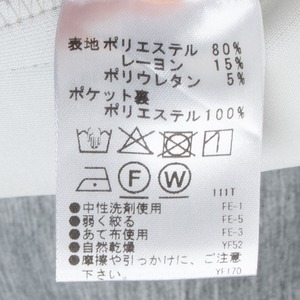 表地 ポリエステル 80%
レーヨン 15%
ポリウレタン 5%
ポケット裏
ポリエステル 100%
F W
111T
●中性洗剤使用 FE-1
●弱く絞る FE-5
●あて布使用 FE-3
●自然乾燥 YF52
●摩擦や引っかけに、ご注意
下さい。 YF170